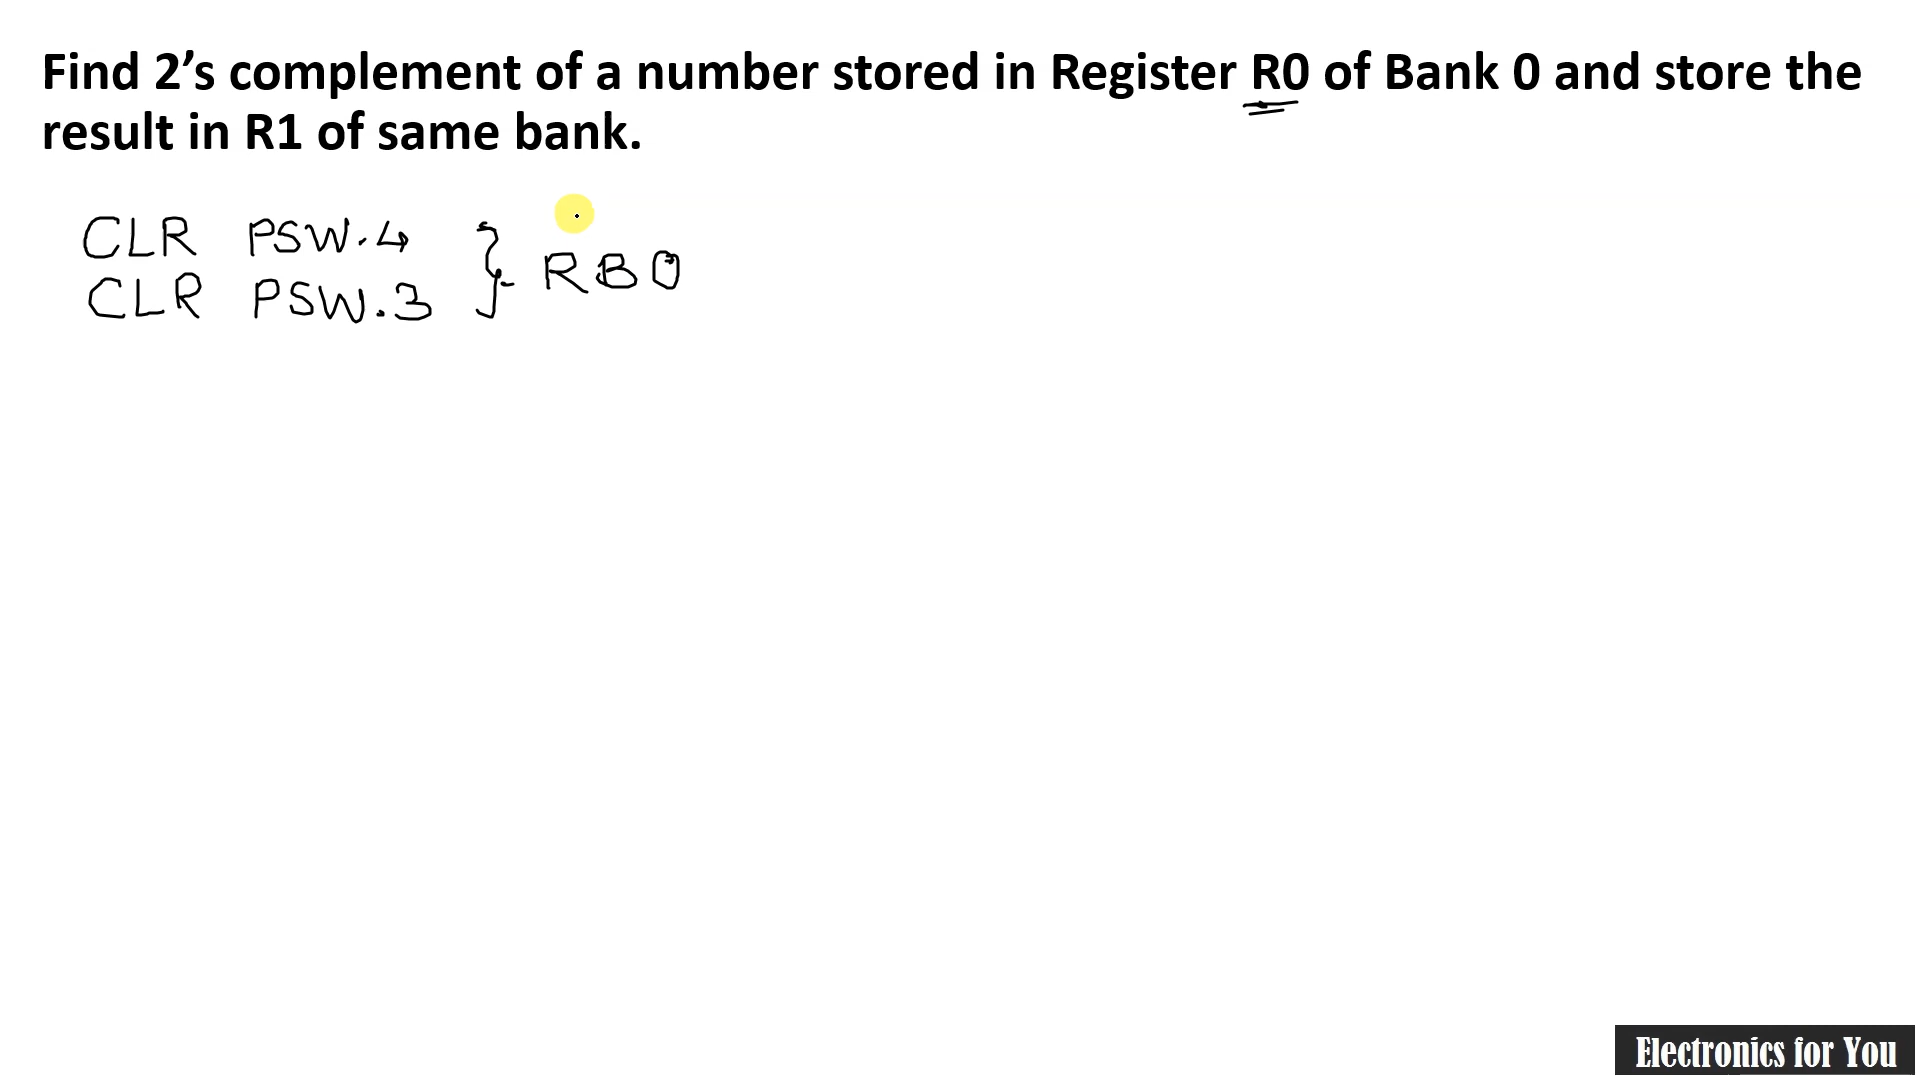 Find 2’s complement of a number stored in Register R0 of Bank 0 and store the
result in R1 of same bank.
CLR PSW.4
CLR PSW.3
RB0
Electronics for You